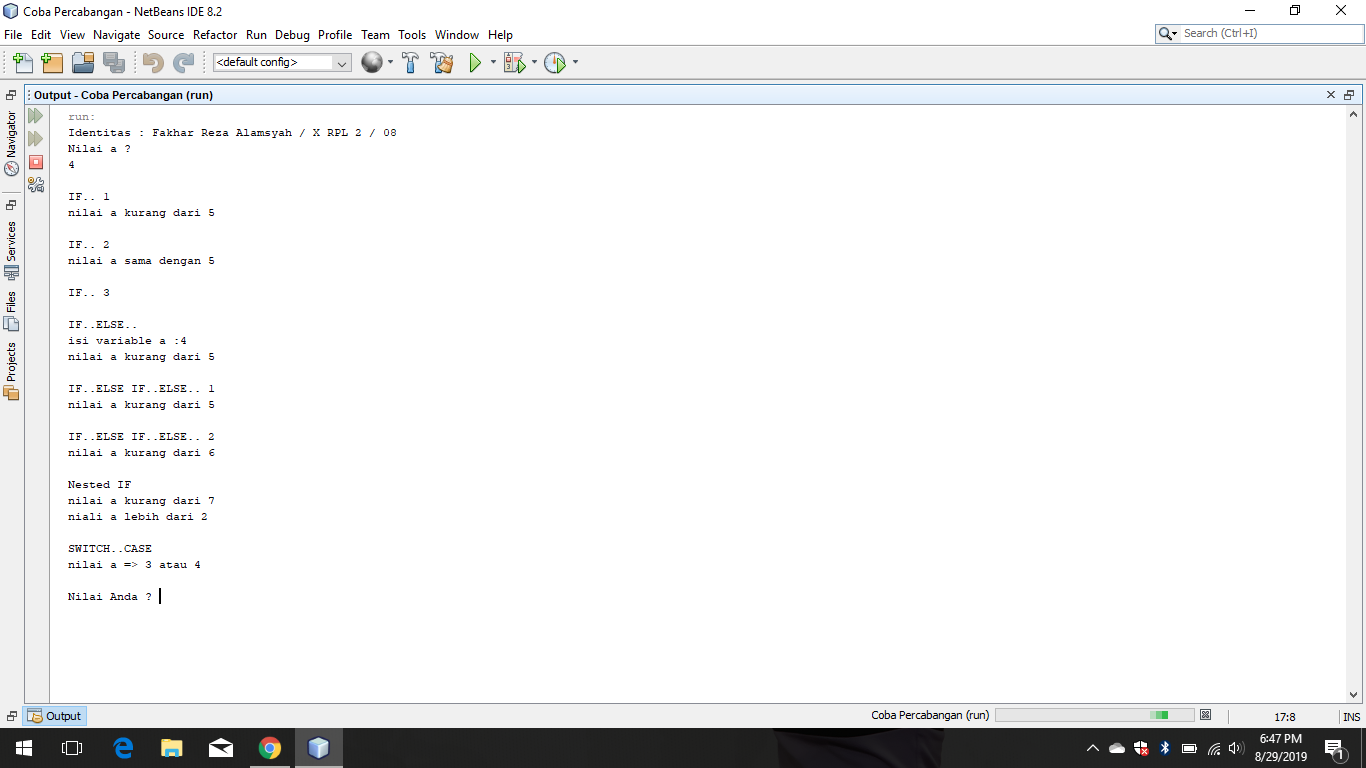 Coba Percabangan - NetBeans IDE 8.2
File Edit View Navigate Source Refactor Run Debug Profile Team Tools Window Help
Search (Ctrl+I)
<default config>
Output - Coba Percabangan (run)
Navigator
Services
Files
Projects
run:
Identitas : Fakhar Reza Alamsyah / X RPL 2 / 08
Nilai a ?
4
IF.. 1
nilai a kurang dari 5
IF.. 2
nilai a sama dengan 5
IF.. 3
IF..ELSE..
isi variable a :4
nilai a kurang dari 5
IF..ELSE IF..ELSE.. 1
nilai a kurang dari 5
IF..ELSE IF..ELSE.. 2
nilai a kurang dari 6
Nested IF
nilai a kurang dari 7
niali a lebih dari 2
SWITCH..CASE
nilai a => 3 atau 4
Nilai Anda ?
Output
Coba Percabangan (run)
17:8
INS
6:47 PM
8/29/2019
1